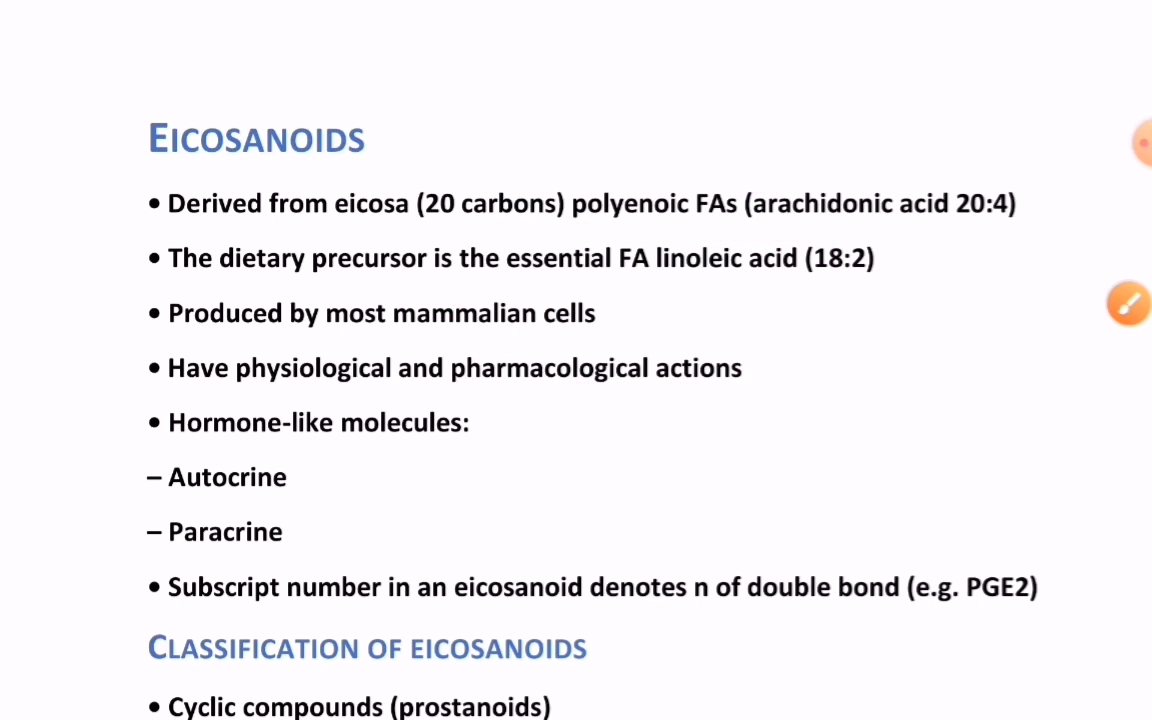 EICOSANOIDS
• Derived from eicosa (20 carbons) polyenoic FAs (arachidonic acid 20:4)
• The dietary precursor is the essential FA linoleic acid (18:2)
• Produced by most mammalian cells
• Have physiological and pharmacological actions
• Hormone-like molecules:
– Autocrine
– Paracrine
• Subscript number in an eicosanoid denotes n of double bond (e.g. PGE2)
CLASSIFICATION OF EICOSANOIDS
• Cyclic compounds (prostanoids)